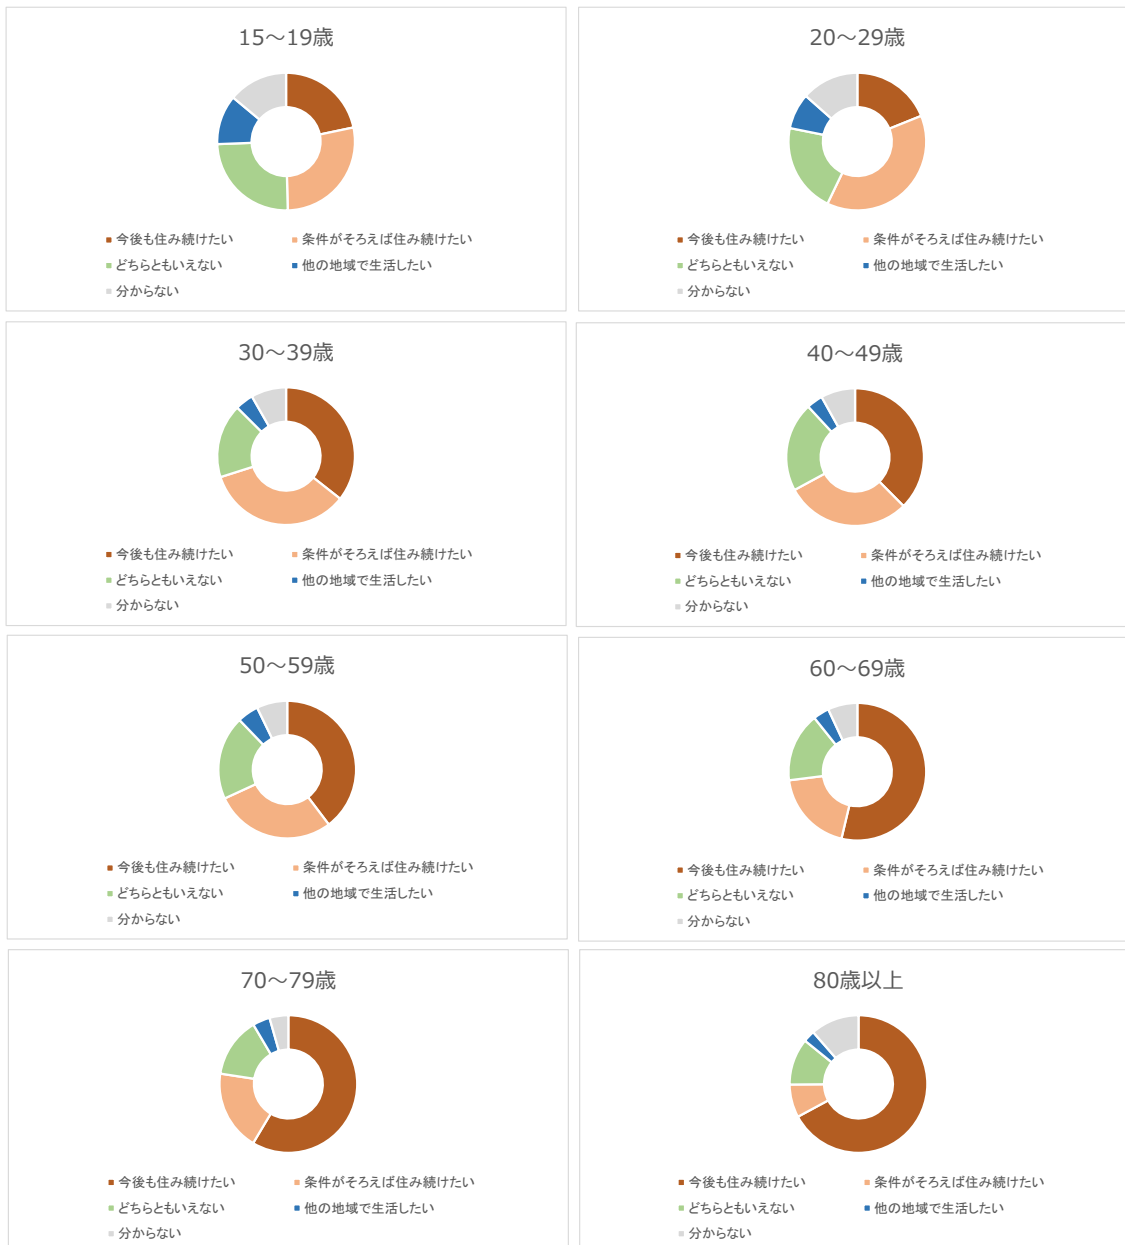 15～19歳
今後も住み続けたい 条件がそろえば住み続けたい
どちらともいえない 他の地域で生活したい
分からない
20～29歳
今後も住み続けたい 条件がそろえば住み続けたい
どちらともいえない 他の地域で生活したい
分からない
30～39歳
今後も住み続けたい 条件がそろえば住み続けたい
どちらともいえない 他の地域で生活したい
分からない
40～49歳
今後も住み続けたい 条件がそろえば住み続けたい
どちらともいえない 他の地域で生活したい
分からない
50～59歳
今後も住み続けたい 条件がそろえば住み続けたい
どちらともいえない 他の地域で生活したい
分からない
60～69歳
今後も住み続けたい 条件がそろえば住み続けたい
どちらともいえない 他の地域で生活したい
分からない
70～79歳
今後も住み続けたい 条件がそろえば住み続けたい
どちらともいえない 他の地域で生活したい
分からない
80歳以上
今後も住み続けたい 条件がそろえば住み続けたい
どちらともいえない 他の地域で生活したい
分からない